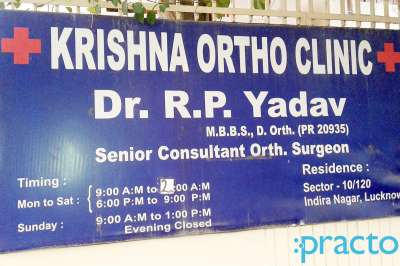 KRISHNA ORTHO CLINIC
Dr. R.P. Yadav
M.B.B.S., D. Orth. (PR 20935)
Senior Consultant Orth. Surgeon
Timing :
Mon to Sat :
9:00 A:M to 2:00 A:M
6:00 P:M to 9:00 P:M
Sunday :
9:00 A:M to 1:00 P:M
Evening Closed
Residence :
Sector - 10/120
Indira Nagar, Lucknow
:practo